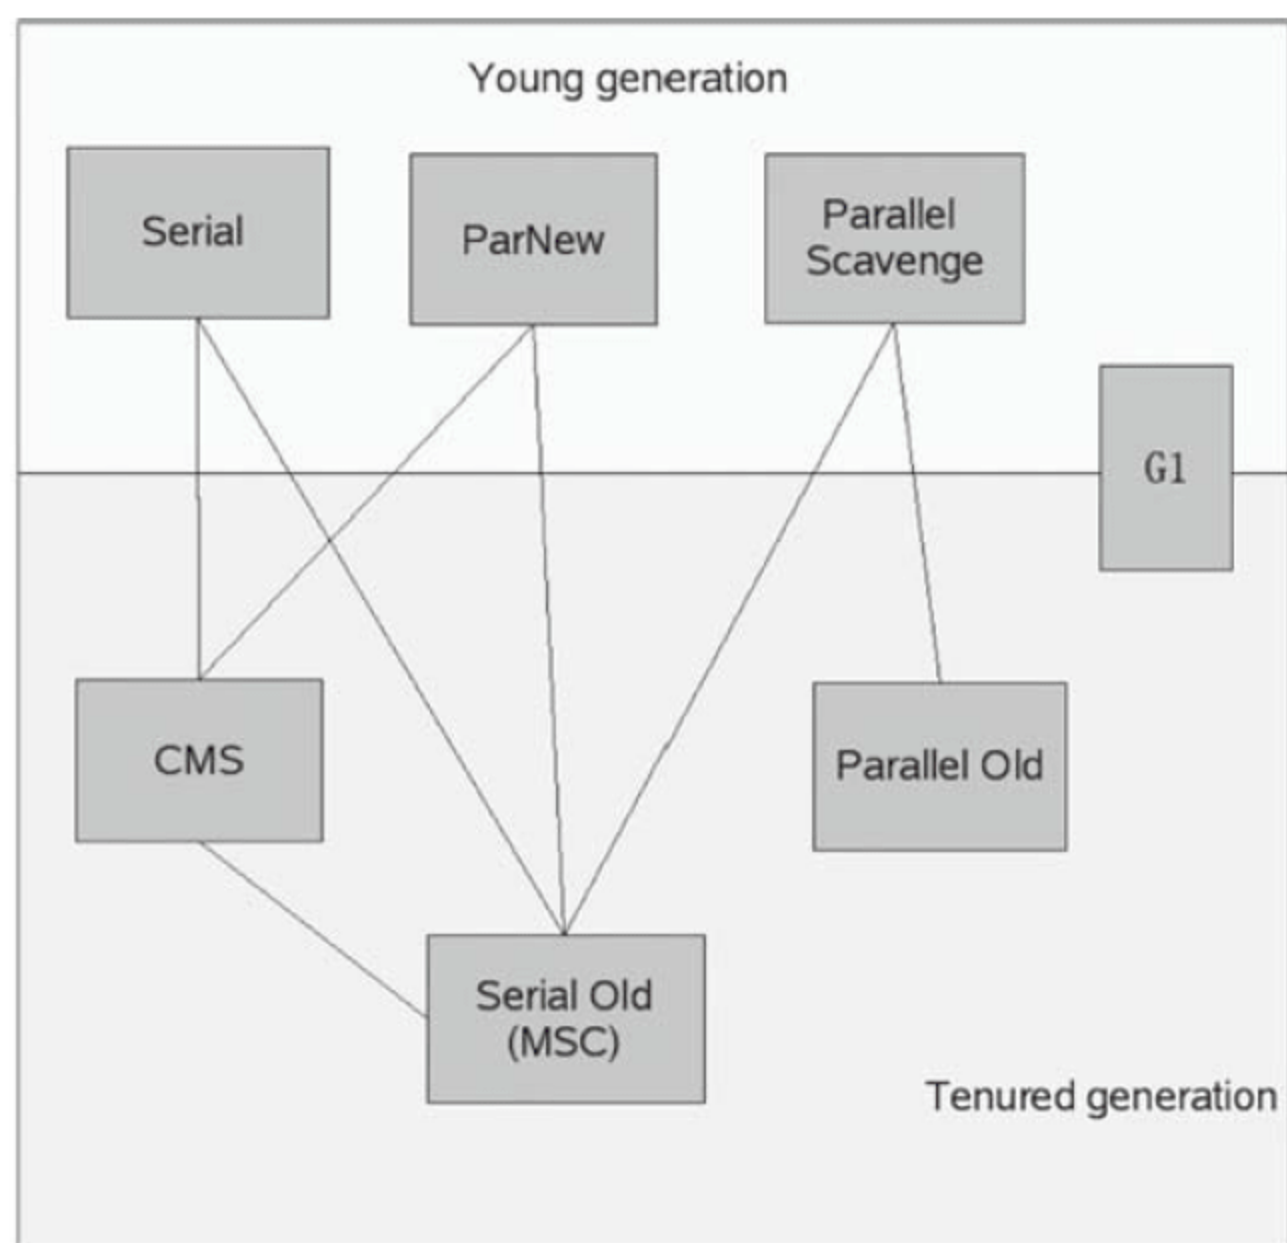 Young generation
Serial
ParNew
Parallel
Scavenge
G1
CMS
Parallel Old
Serial Old
(MSC)
Tenured generation